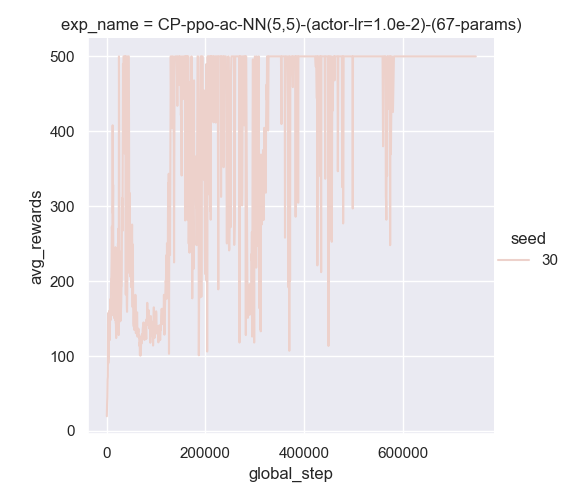 exp_name = CP-ppo-ac-NN(5,5)-(actor-lr=1.0e-2)-(67-params)
500
400
300
200
100
0
avg_rewards
0 200000 400000 600000
global_step
seed
30